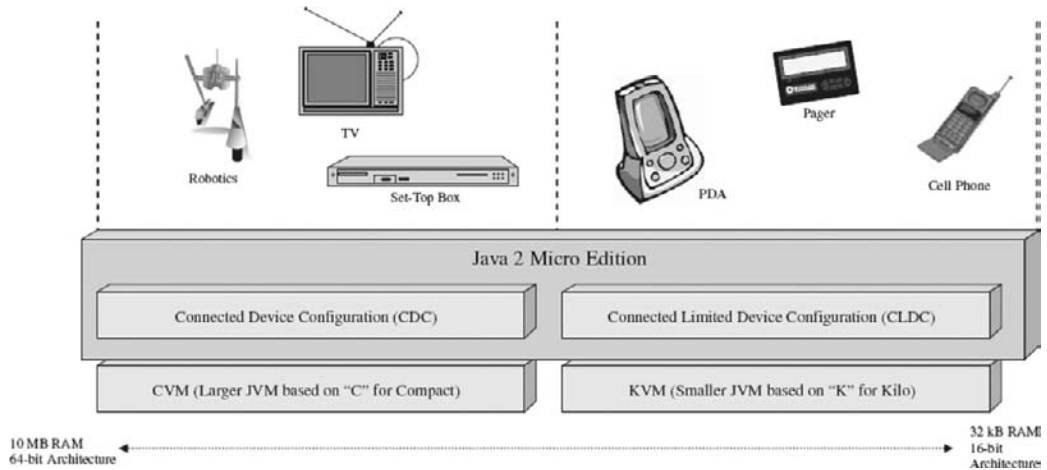 TV
Robotics
Set-Top Box
PDA
Pager
Cell Phone
Java 2 Micro Edition
Connected Device Configuration (CDC)
Connected Limited Device Configuration (CLDC)
CVM (Larger JVM based on “C” for Compact)
KVM (Smaller JVM based on “K” for Kilo)
10 MB RAM
64-bit Architecture
32 kB RAM
16-bit
Architectures